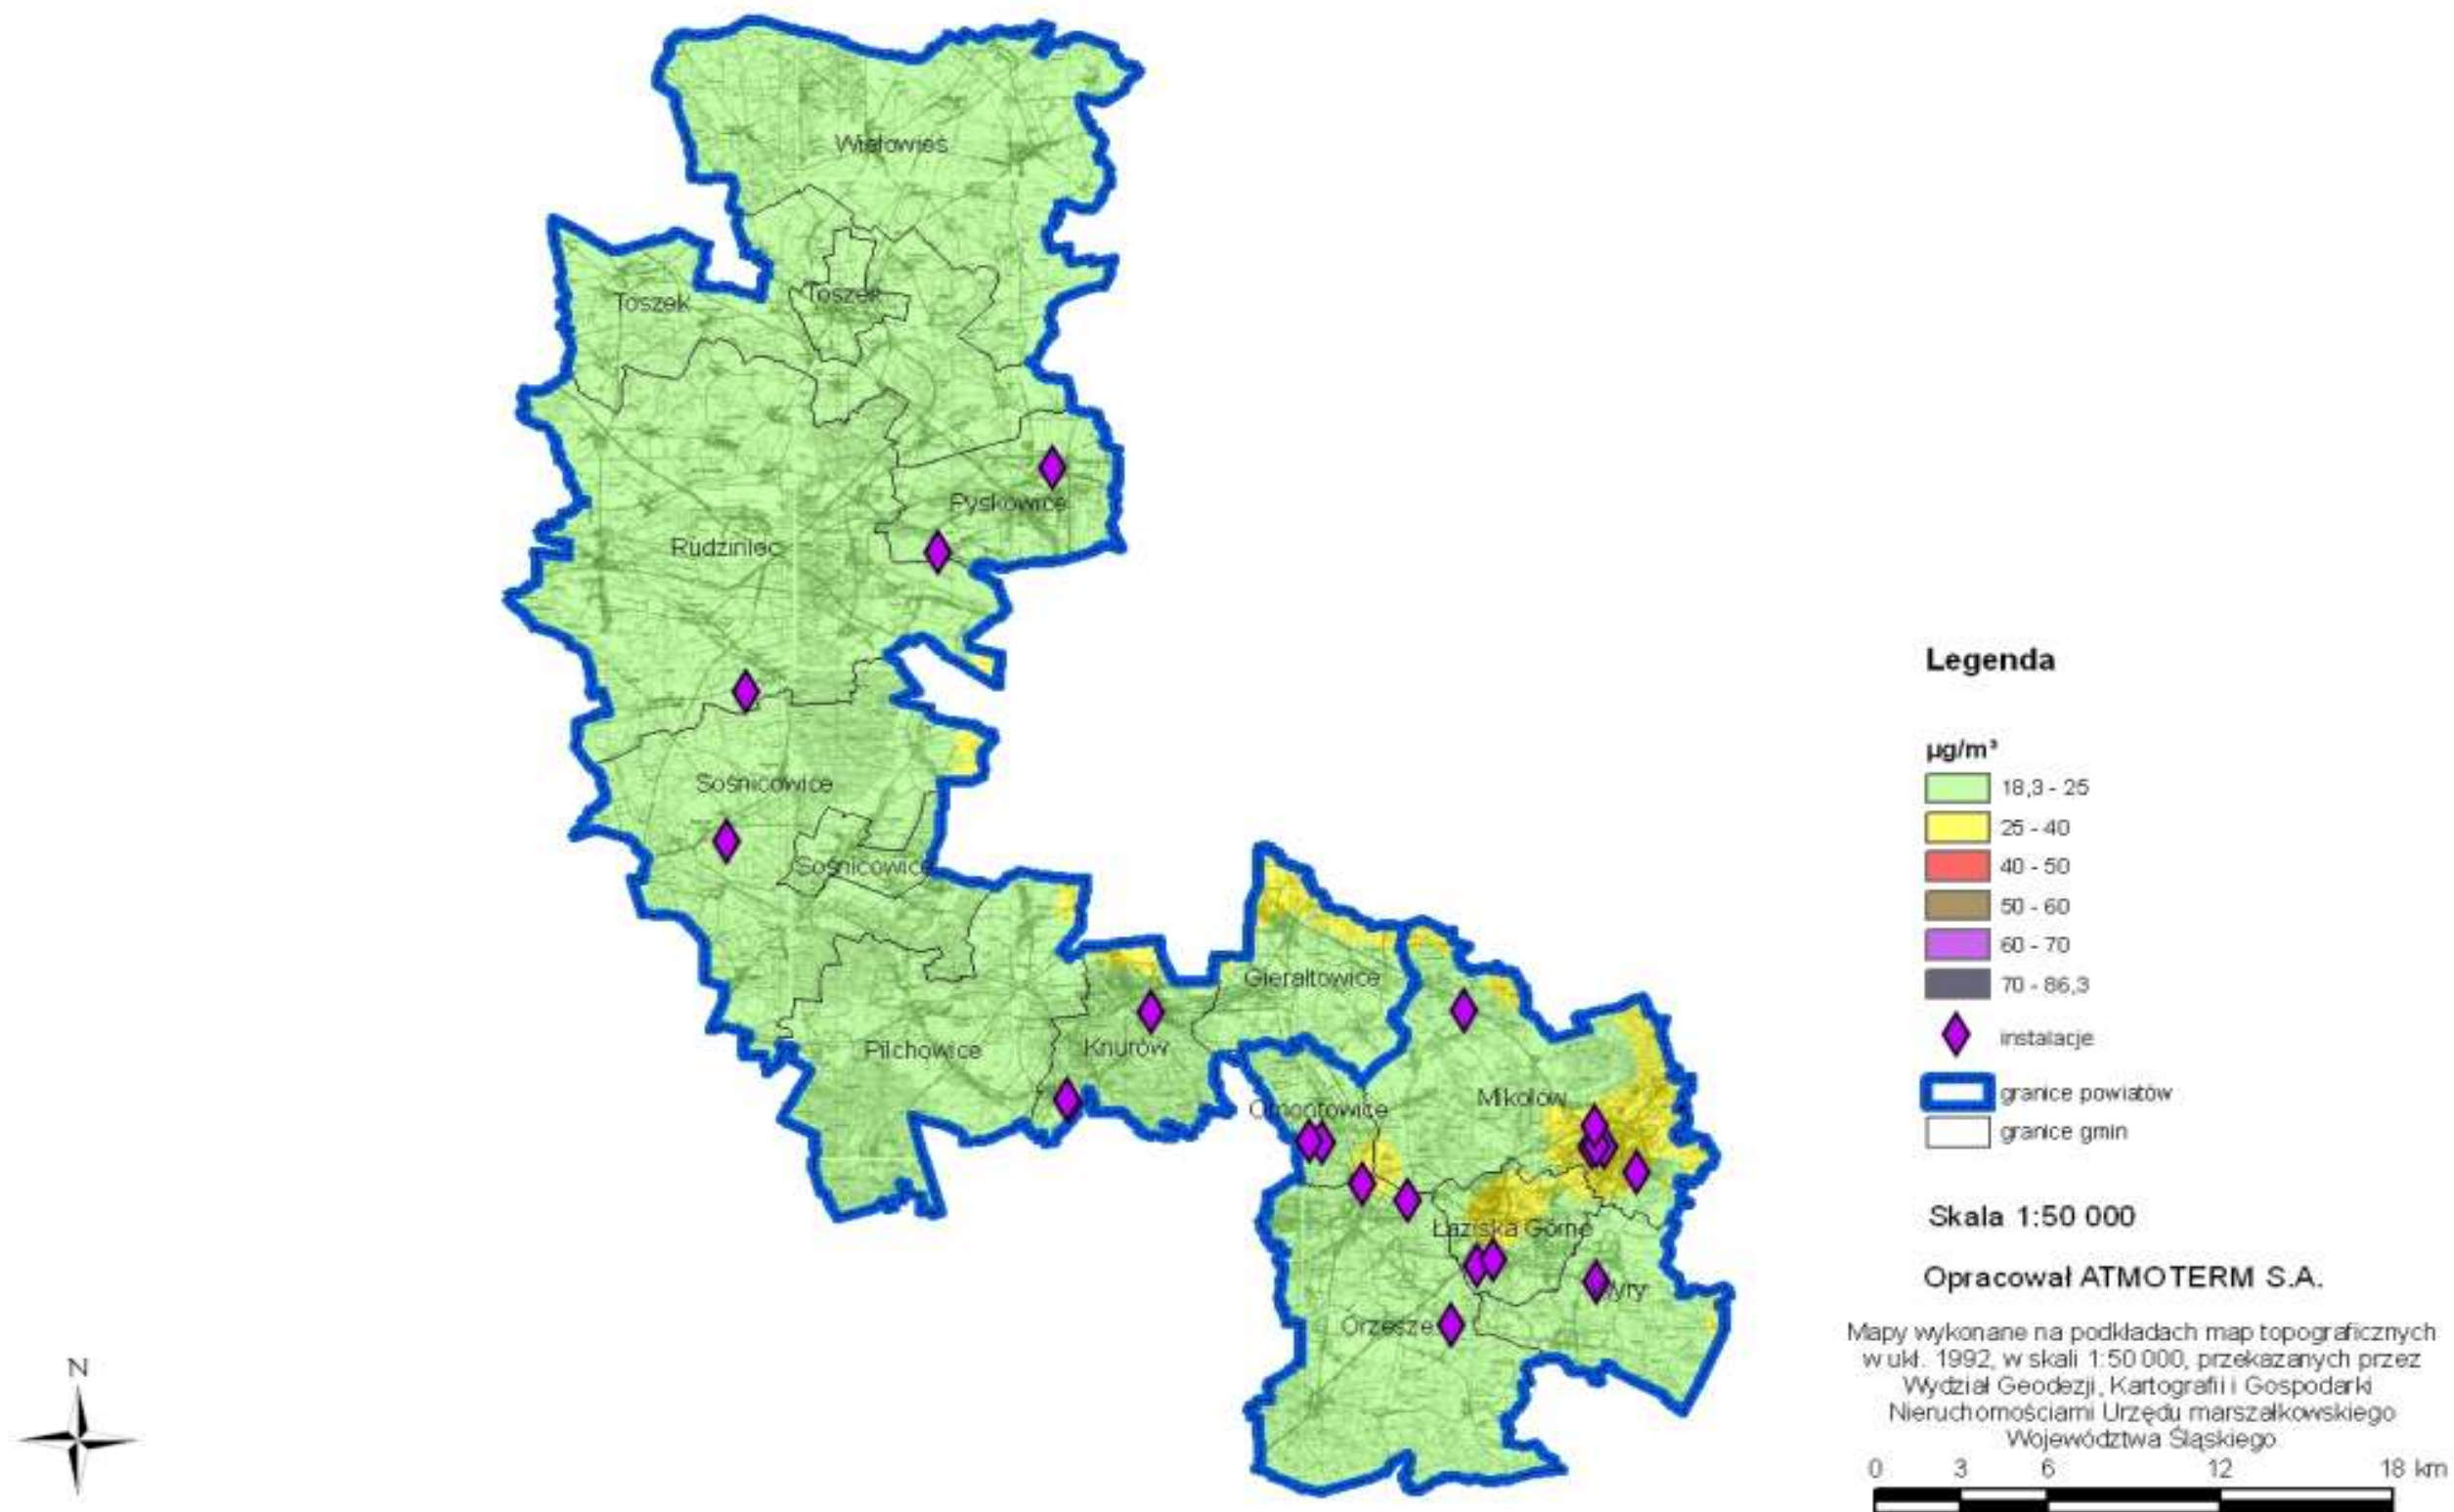 Wielowieś
Toszek
Toszek
Pyskowice
Rudziniec
Sośnicowice
Sośnicowice
Gierałtowice
Pilchowice
Knurów
Ornontowice
Mikołów
Łaziska Górne
Wyry
Orzesze
N
Legenda
µg/m³
18,3 - 25
25 - 40
40 - 50
50 - 60
60 - 70
70 - 86,3
instalacje
granice powiatów
granice gmin
Skala 1:50 000
Opracował ATMOTERM S.A.
Mapy wykonane na podkładach map topograficznych
w ukł. 1992, w skali 1:50 000, przekazanych przez
Wydział Geodezji, Kartografii i Gospodarki
Nieruchomościami Urzędu marszałkowskiego
Województwa Śląskiego
0 3 6 12 18 km